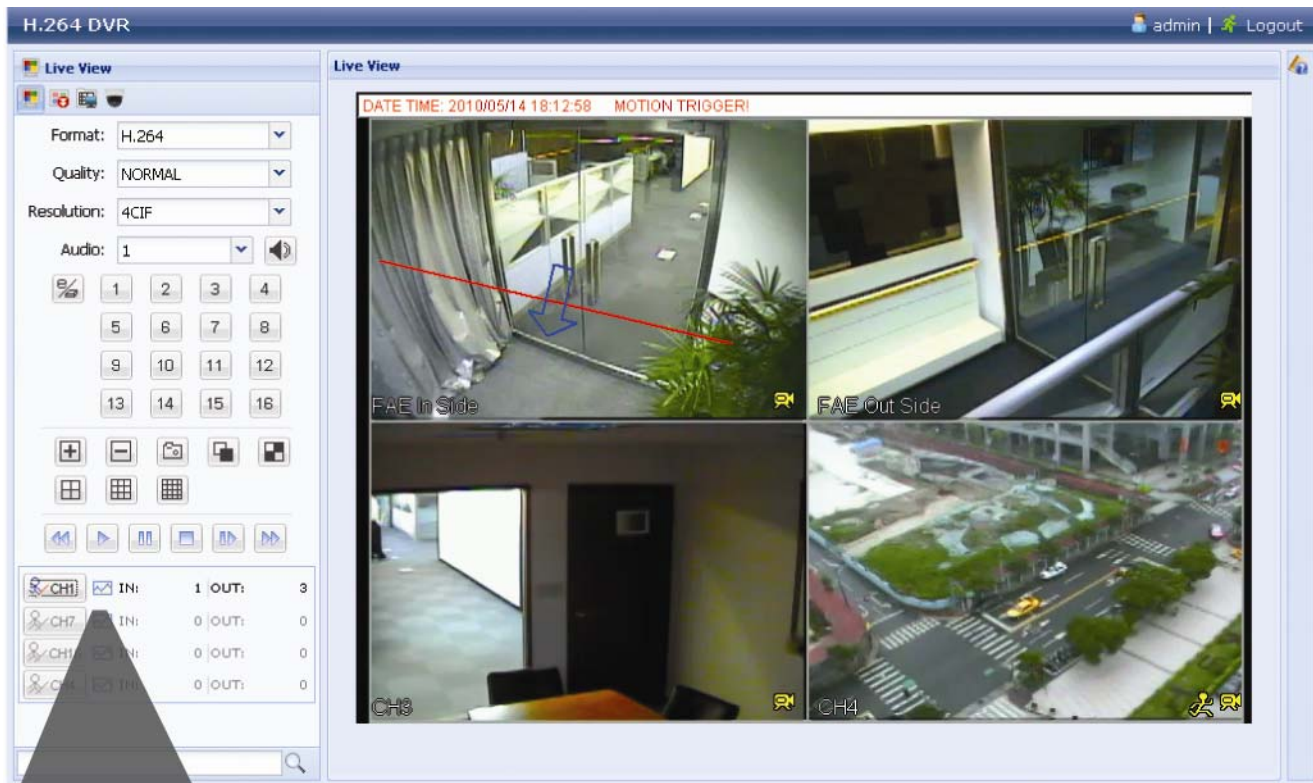 H.264 DVR
admin | Logout
Live View
Format: H.264
Quality: NORMAL
Resolution: 4CIF
Audio: 1
1 2 3 4
5 6 7 8
9 10 11 12
13 14 15 16
CH1 IN: 1 OUT: 3
CH7 IN: 0 OUT: 0
IN: 0 OUT: 0
IN: 0 OUT: 0
Live View
DATE TIME: 2010/05/14 18:12:58 MOTION TRIGGER!
FAE In Side
FAE Out Side
CH3
CH4